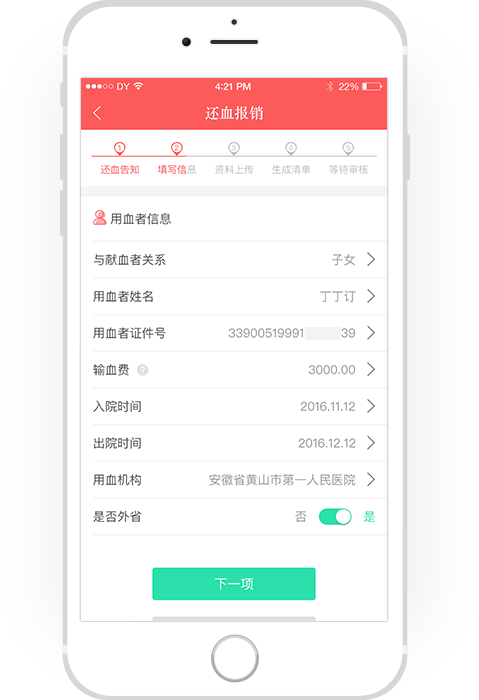 DY 4:21 PM 22%
还血报销
1 2 3 4 5
还血告知 填写信息 资料上传 生成清单 等待审核
用血者信息
与献血者关系 子女
用血者姓名 丁丁订
用血者证件号 33900519991 39
输血费 ? 3000.00
入院时间 2016.11.12
出院时间 2016.12.12
用血机构 安徽省黄山市第一人民医院
是否外省 否 是
下一项